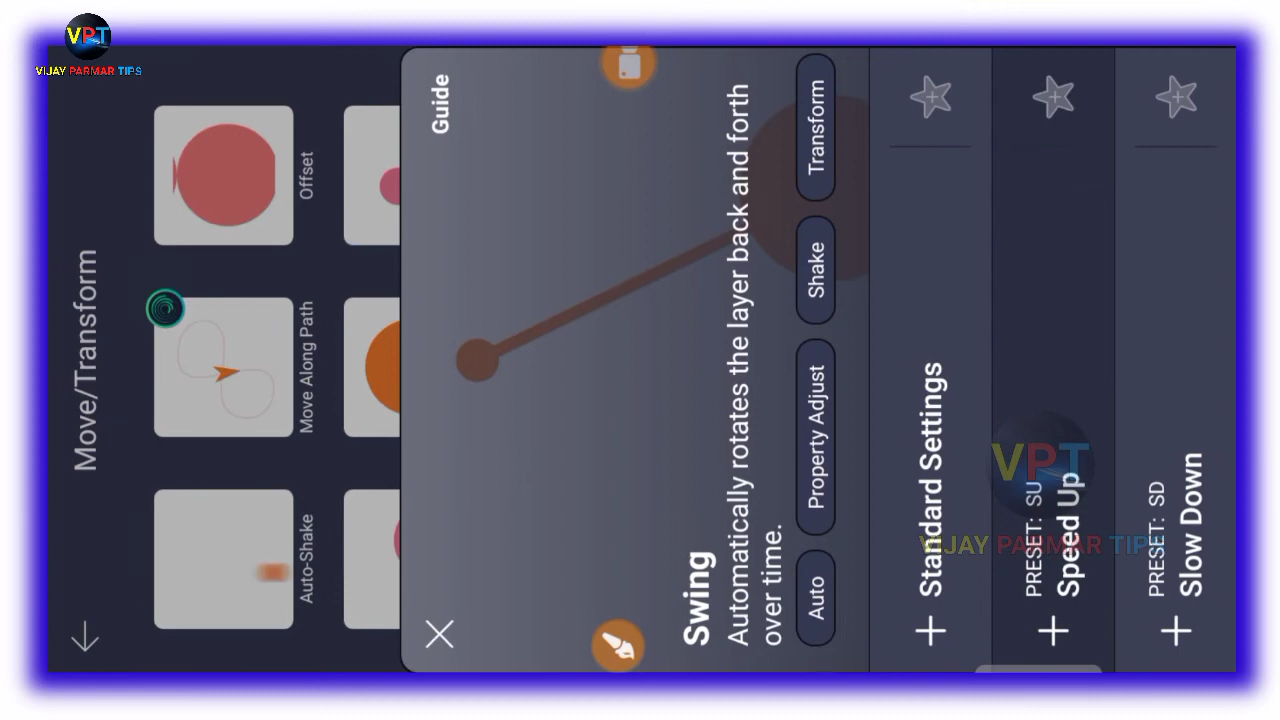 VPT
VIJAY PARMAR TIPS
Move/Transform
Auto-Shake
Move Along Path
Offset
Guide
Swing
Automatically rotates the layer back and forth
over time.
Auto
Property Adjust
Shake
Transform
Standard Settings
PRESET: SU
Speed Up
PRESET: SD
Slow Down
VPT
VIJAY PARMAR TIPS